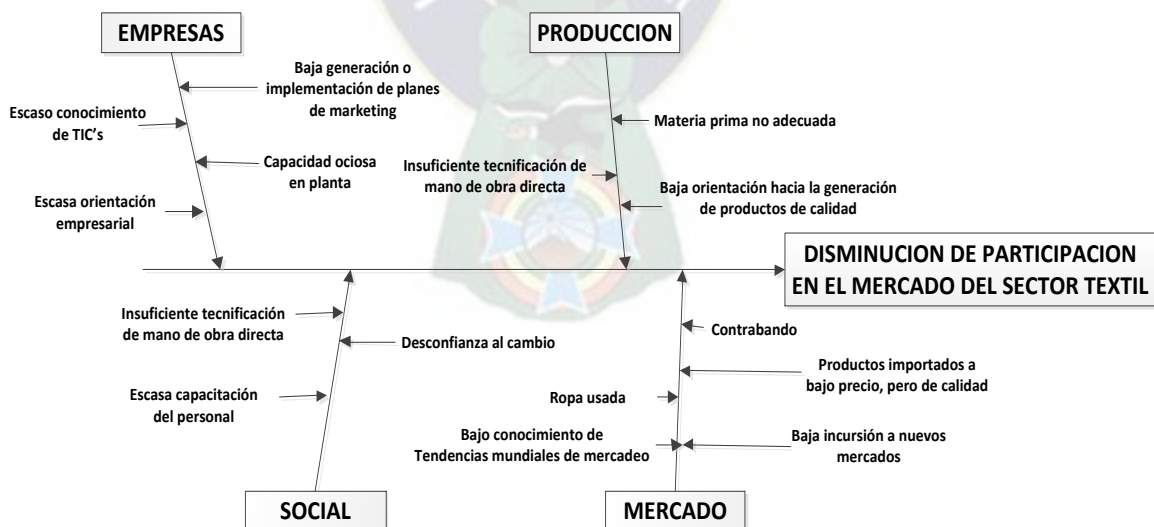 EMPRESAS
Baja generación o
implementación de planes
de marketing
Escaso conocimiento
de TIC's
Capacidad ociosa
en planta
Escasa orientación
empresarial
PRODUCCION
Materia prima no adecuada
Insuficiente tecnificación de
mano de obra directa
Baja orientación hacia la generación
de productos de calidad
DISMINUCION DE PARTICIPACION
EN EL MERCADO DEL SECTOR TEXTIL
Insuficiente tecnificación
de mano de obra directa
Desconfianza al cambio
Escasa capacitación
del personal
SOCIAL
Contrabando
Productos importados a
bajo precio, pero de calidad
Ropa usada
Bajo conocimiento de
Tendencias mundiales de mercadeo
Baja incursión a nuevos
mercados
MERCADO